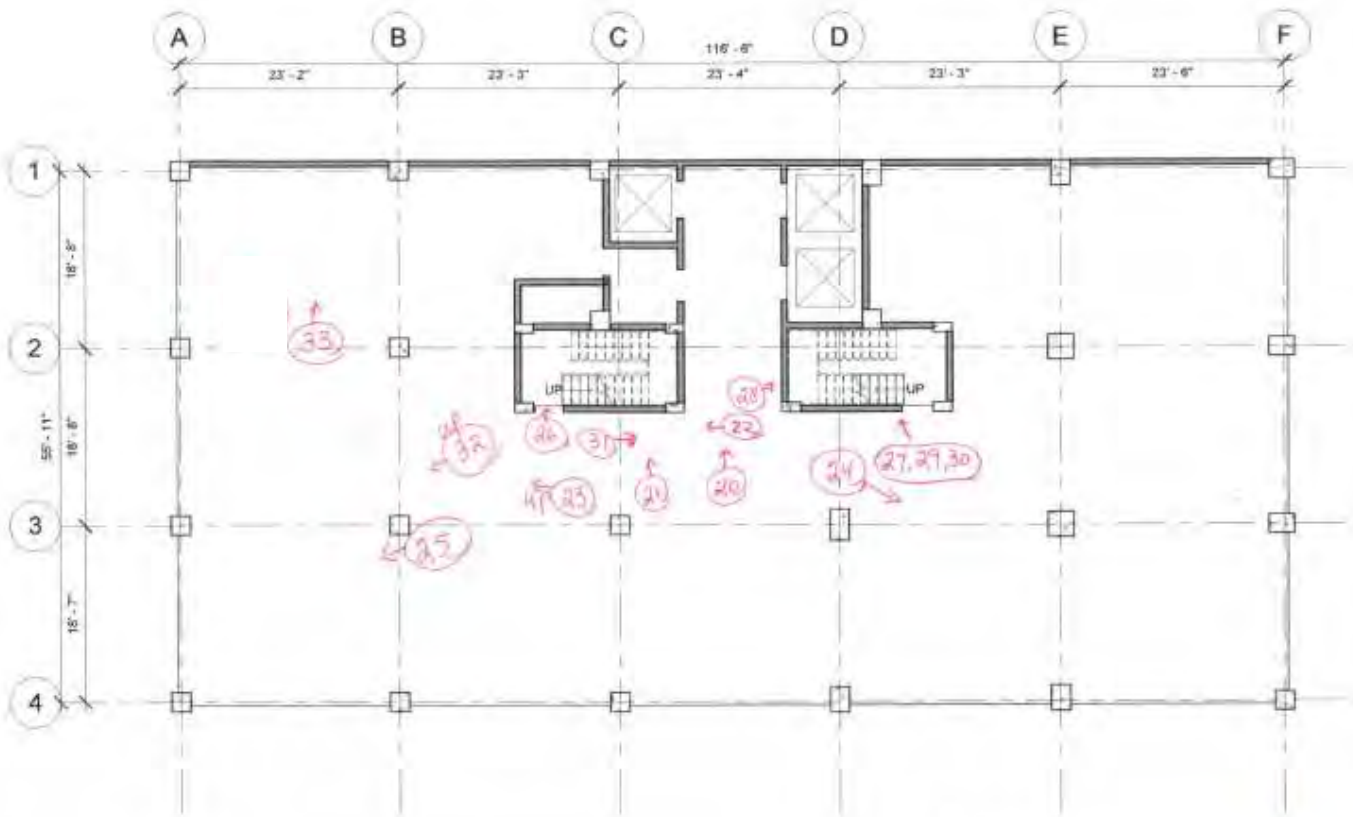 A B C D E F
116' - 6"
23' - 2" 23' - 3" 23' - 4" 23' - 3" 23' - 6"
1
18' - 8"
33
2
UP UP
28
55' - 11"
18' - 8"
32 26 31 22
24 27, 29, 30
23 21 20
3
25
18' - 7"
4